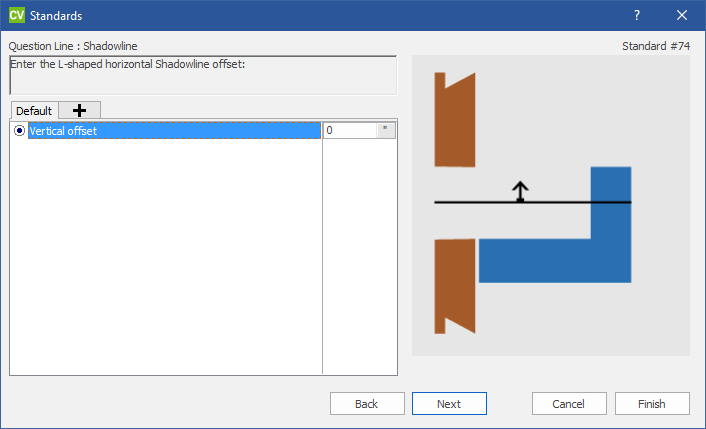 CV Standards ?
Question Line : Shadowline Standard #74
Enter the L-shaped horizontal Shadowline offset:
Default
Vertical offset 0 "
Back Next Cancel Finish